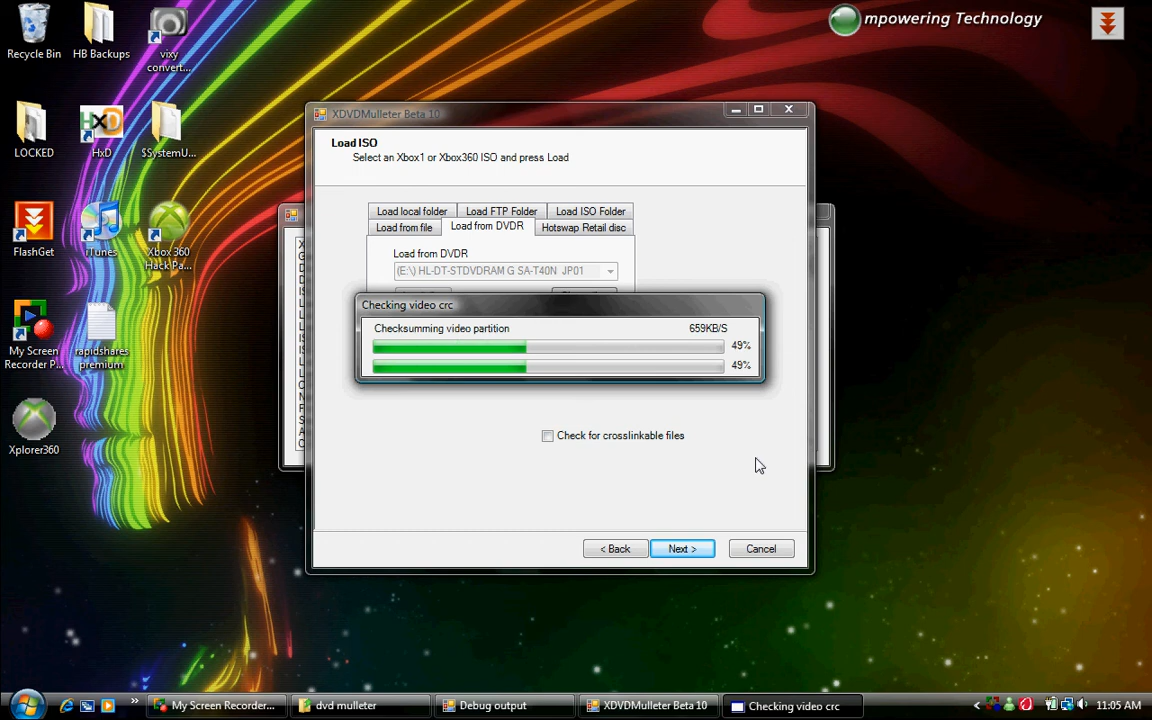 mpowering Technology
Recycle Bin
HB Backups
vixy
convert...
LOCKED
HxD
$SystemU...
FlashGet
iTunes
Xbox 360
Hack Pa...
My Screen
Recorder P...
rapidshares
premium
Xplorer360
XDVDMulleter Beta 10
Load ISO
Select an Xbox1 or Xbox360 ISO and press Load
Load local folder
Load FTP Folder
Load ISO Folder
Load from file
Load from DVDR
Hotswap Retail disc
Load from DVDR
(E:\) HL-DT-STDVDRAM G SA-T40N JP01
Checking video crc
Checksumming video partition
659KB/S
49%
49%
Check for crosslinkable files
< Back
Next >
Cancel
My Screen Recorder...
dvd mulleter
Debug output
XDVDMulleter Beta 10
Checking video crc
11:05 AM